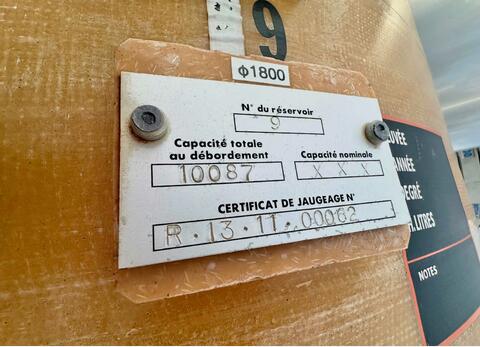 9
Φ1800
N° du réservoir
9
Capacité totale
au débordement
10087
Capacité nominale
XXX
CERTIFICAT DE JAUGEAGE N°
R.13.11.00062
NOTES